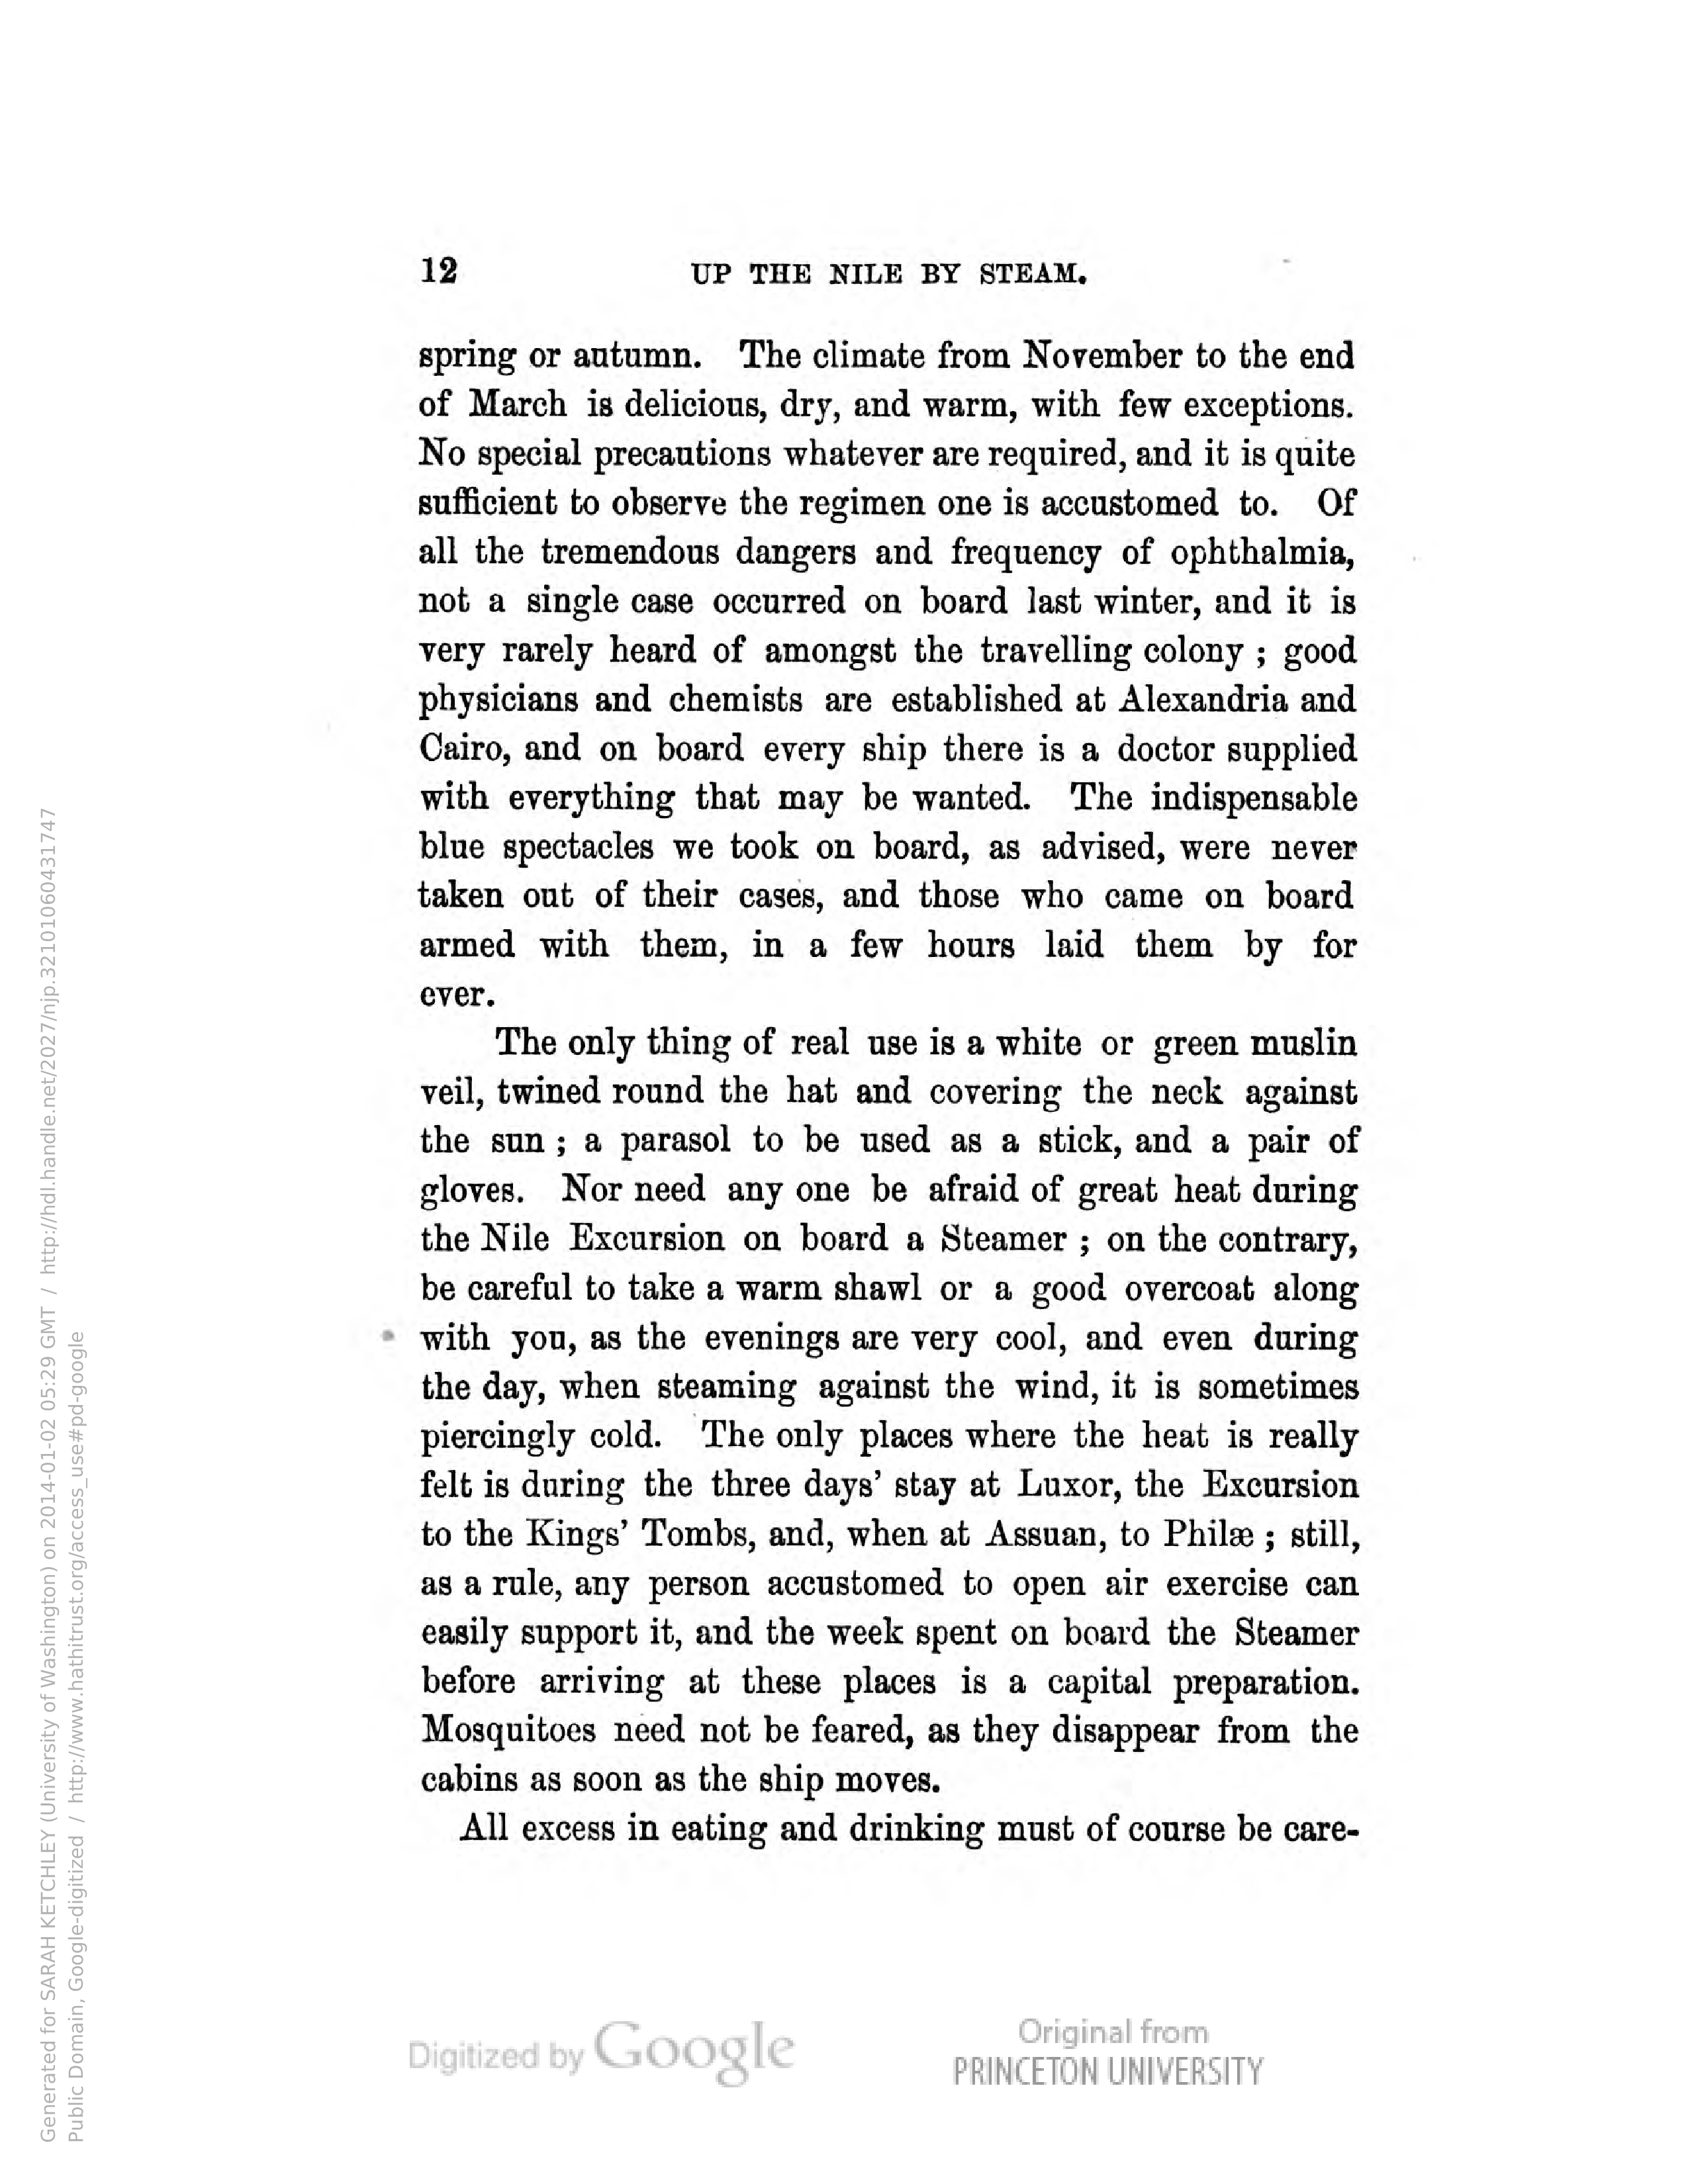 12 UP THE NILE BY STEAM.
spring or autumn. The climate from November to the end
of March is delicious, dry, and warm, with few exceptions.
No special precautions whatever are required, and it is quite
sufficient to observe the regimen one is accustomed to. Of
all the tremendous dangers and frequency of ophthalmia,
not a single case occurred on board last winter, and it is
very rarely heard of amongst the travelling colony ; good
physicians and chemists are established at Alexandria and
Cairo, and on board every ship there is a doctor supplied
with everything that may be wanted. The indispensable
blue spectacles we took on board, as advised, were never
taken out of their cases, and those who came on board
armed with them, in a few hours laid them by for
ever.
The only thing of real use is a white or green muslin
veil, twined round the hat and covering the neck against
the sun ; a parasol to be used as a stick, and a pair of
gloves. Nor need any one be afraid of great heat during
the Nile Excursion on board a Steamer ; on the contrary,
be careful to take a warm shawl or a good overcoat along
with you, as the evenings are very cool, and even during
the day, when steaming against the wind, it is sometimes
piercingly cold. The only places where the heat is really
felt is during the three days' stay at Luxor, the Excursion
to the Kings' Tombs, and, when at Assuan, to Philæ ; still,
as a rule, any person accustomed to open air exercise can
easily support it, and the week spent on board the Steamer
before arriving at these places is a capital preparation.
Mosquitoes need not be feared, as they disappear from the
cabins as soon as the ship moves.
All excess in eating and drinking must of course be care-
Digitized by Google
Original from
PRINCETON UNIVERSITY
Generated for SARAH KETCHLEY (University of Washington) on 2014-01-02 05:29 GMT / http://hdl.handle.net/2027/njp.32101060431747
Public Domain, Google-digitized / http://www.hathitrust.org/access_use#pd-google